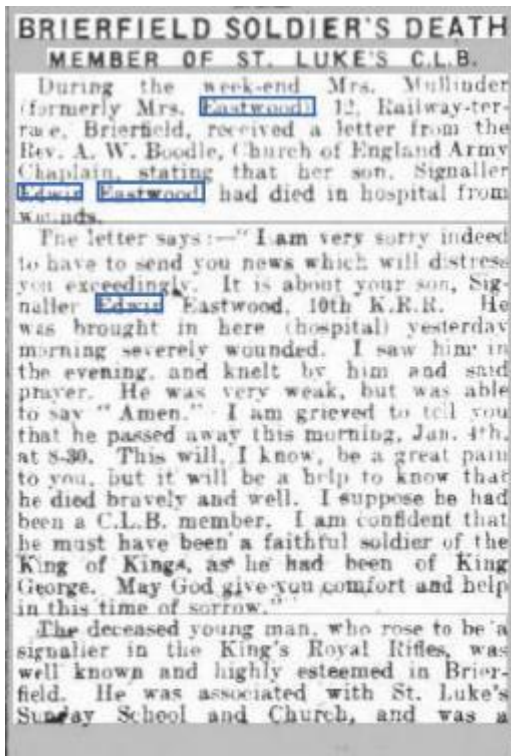 BRIERFIELD SOLDIER'S DEATH
MEMBER OF ST. LUKE'S C.L.B.
During the week-end Mrs. Mullinder
(formerly Mrs. Eastwood) 12, Railway-ter-
race, Brierfield, received a letter from the
Rev. A. W. Boodle, Church of England Army
Chaplain, stating that her son, Signaller
Edwin Eastwood had died in hospital from
wounds.
The letter says:—"I am very sorry indeed
to have to send you news which will distress
you exceedingly. It is about your son, Sig-
naller Edwin Eastwood, 10th K.R.R. He
was brought in here (hospital) yesterday
morning severely wounded. I saw him in
the evening, and knelt by him and said
prayer. He was very weak, but was able
to say "Amen." I am grieved to tell you
that he passed away this morning, Jan. 4th,
at 8-30. This will, I know, be a great pain
to you, but it will be a help to know that
he died bravely and well. I suppose he had
been a C.L.B. member. I am confident that
he must have been a faithful soldier of the
King of Kings, as he had been of King
George. May God give you comfort and help
in this time of sorrow."
The deceased young man, who rose to be a
signaller in the King's Royal Rifles, was
well known and highly esteemed in Brier-
field. He was associated with St. Luke's
Sunday School and Church, and was a